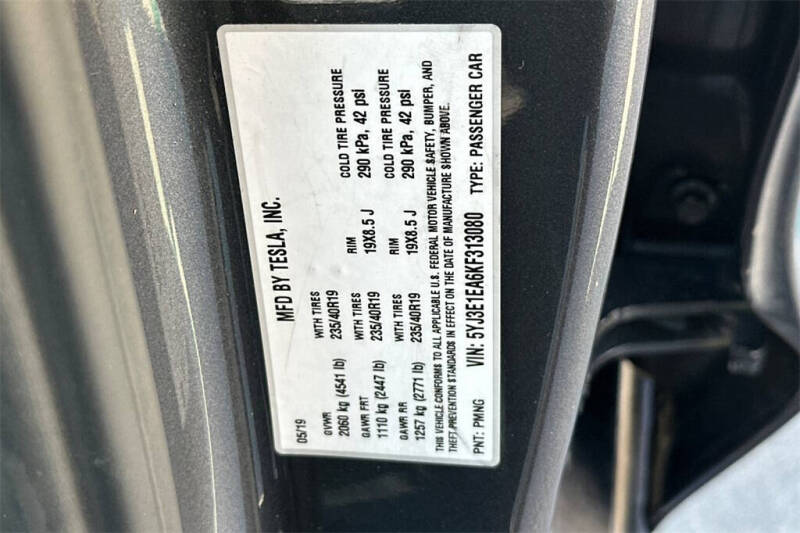 MFD BY TESLA, INC.
05/19
GVWR WITH TIRES RIM COLD TIRE PRESSURE
2060 kg (4541 lb) 235/40R19 19X8.5 J 290 kPa, 42 psi
GAWR FRT WITH TIRES RIM COLD TIRE PRESSURE
1110 kg (2447 lb) 235/40R19 19X8.5 J 290 kPa, 42 psi
GAWR RR
1257 kg (2771 lb) 235/40R19
THIS VEHICLE CONFORMS TO ALL APPLICABLE U.S. FEDERAL MOTOR VEHICLE SAFETY, BUMPER, AND
THEFT PREVENTION STANDARDS IN EFFECT ON THE DATE OF MANUFACTURE SHOWN ABOVE.
PNT: PMNG VIN: 5YJ3E1EA6KF313080 TYPE: PASSENGER CAR